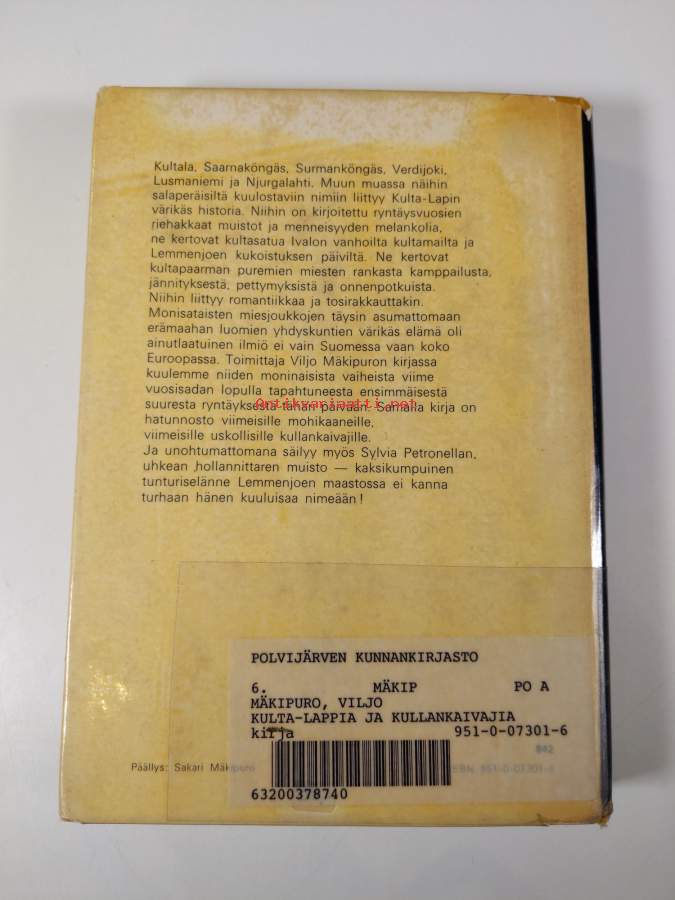 Kultala, Saarnaköngäs, Surmanköngäs, Verdijoki,
Lusmaniemi ja Njurgalahti. Muun muassa näihin
salaperäisiltä kuulostaviin nimiin liittyy Kulta-Lapin
värikäs historia. Niihin on kirjoitettu ryntäysvuosien
riehakkaat muistot ja menneisyyden melankolia,
ne kertovat kultasatua Ivalon vanhoilta kultamailta ja
Lemmenjoen kukoistuksen päiviltä. Ne kertovat
kultapaarman puremien miesten rankasta kamppailusta,
jännityksestä, pettymyksistä ja onnenpotkuista.
Niihin liittyy romantiikkaa ja tosirakkauttakin.
Monisataisten miesjoukkojen täysin asumattomaan
erämaahan luomien yhdyskuntien värikäs elämä oli
ainutlaatuinen ilmiö ei vain Suomessa vaan koko
Euroopassa. Toimittaja Viljo Mäkipuron kirjassa
kuulemme niiden moninaisista vaiheista viime
vuosisadan lopulla tapahtuneesta ensimmäisestä
Antikvariaatti.net
suuresta ryntäyksestä tähän päivään. Samalla kirja on
hatunnosto viimeisille mohikaaneille,
viimeisille uskollisille kullankaivajille.
Ja unohtumattomana säilyy myös Sylvia Petronellan,
uhkean hollannittaren muisto — kaksikumpuinen
tunturiselänne Lemmenjoen maastossa ei kanna
turhaan hänen kuuluisaa nimeään!
POLVIJÄRVEN KUNNANKIRJASTO
6. MÄKIP PO A
MÄKIPURO, VILJO
KULTA-LAPPIA JA KULLANKAIVAJIA
kirja 951-0-07301-6
Päällys: Sakari Mäkipuro ISBN 951-0-07301-6
63200378740